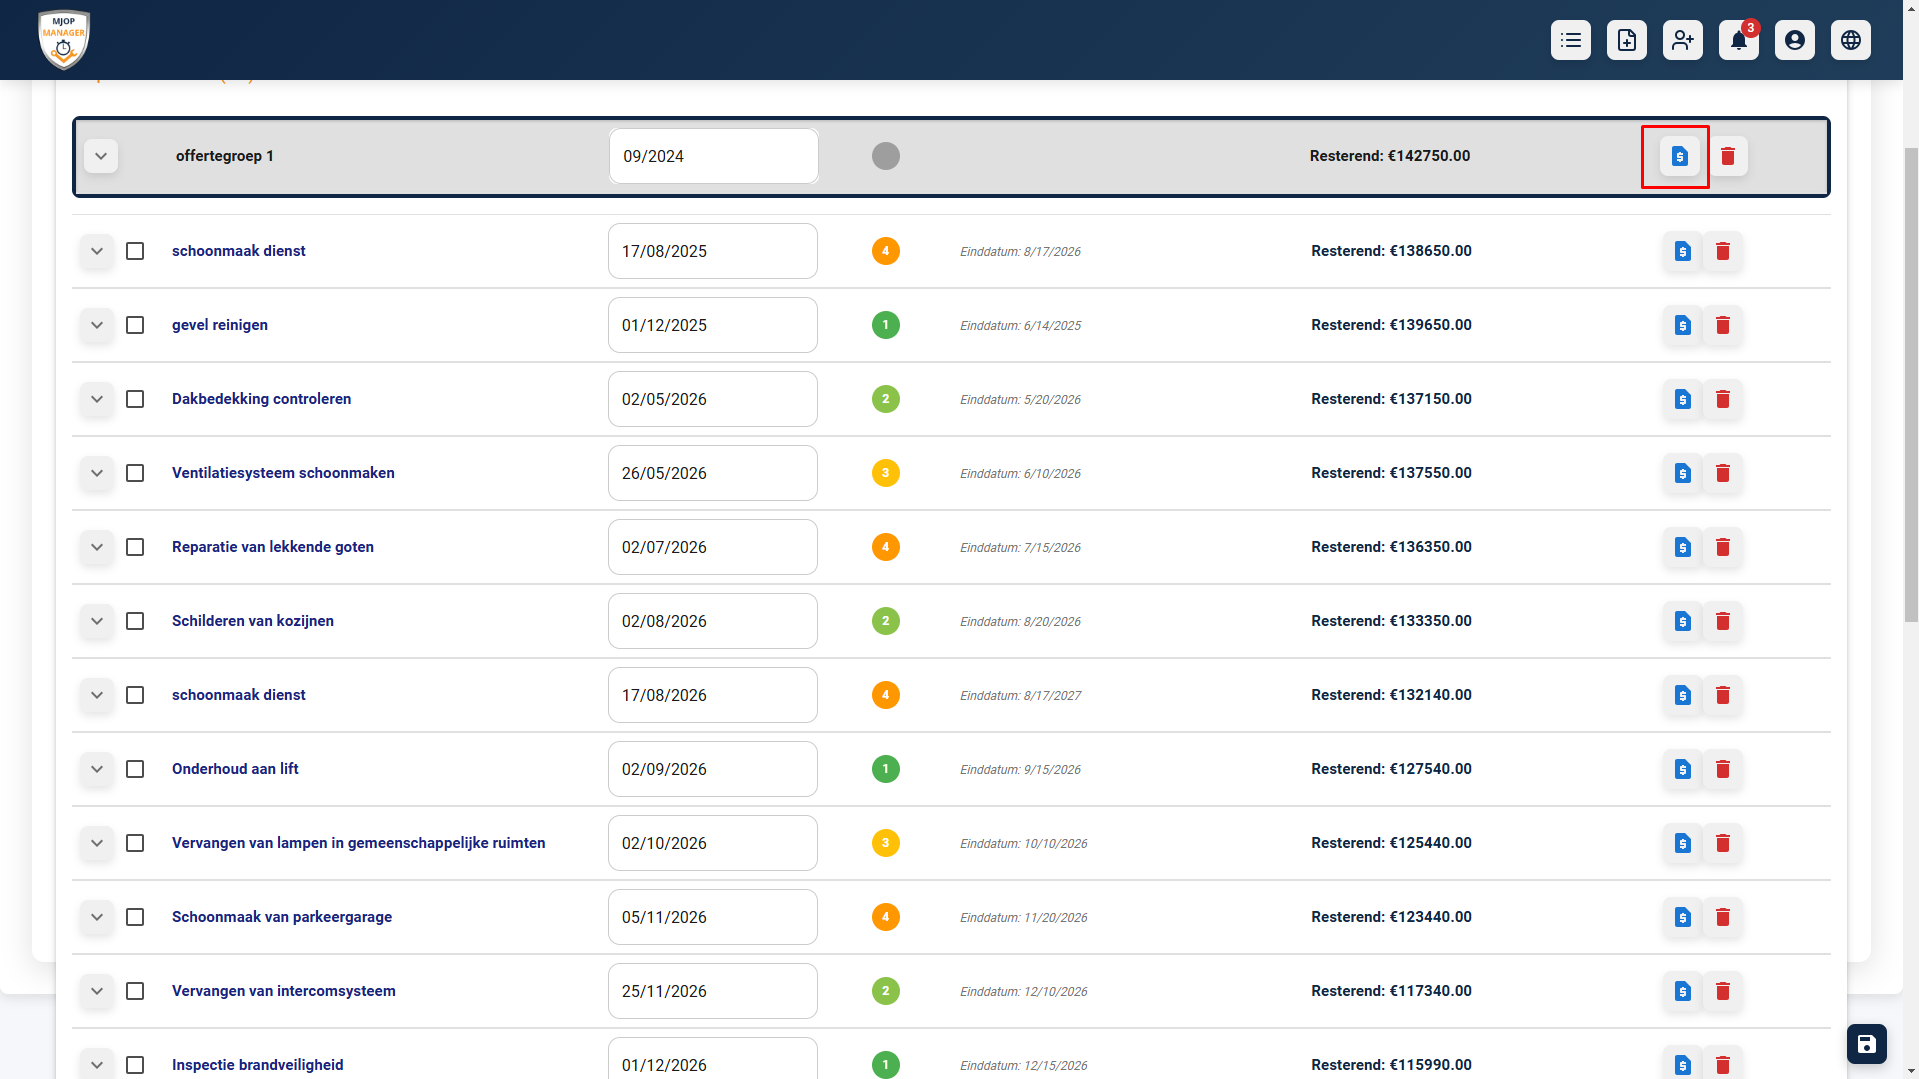 MJOP
MANAGER
3
offertegroep 1 09/2024 Resterend: €142750.00
schoonmaak dienst 17/08/2025 4 Einddatum: 8/17/2026 Resterend: €138650.00
gevel reinigen 01/12/2025 1 Einddatum: 6/14/2025 Resterend: €139650.00
Dakbedekking controleren 02/05/2026 2 Einddatum: 5/20/2026 Resterend: €137150.00
Ventilatiesysteem schoonmaken 26/05/2026 3 Einddatum: 6/10/2026 Resterend: €137550.00
Reparatie van lekkende goten 02/07/2026 4 Einddatum: 7/15/2026 Resterend: €136350.00
Schilderen van kozijnen 02/08/2026 2 Einddatum: 8/20/2026 Resterend: €133350.00
schoonmaak dienst 17/08/2026 4 Einddatum: 8/17/2027 Resterend: €132140.00
Onderhoud aan lift 02/09/2026 1 Einddatum: 9/15/2026 Resterend: €127540.00
Vervangen van lampen in gemeenschappelijke ruimten 02/10/2026 3 Einddatum: 10/10/2026 Resterend: €125440.00
Schoonmaak van parkeergarage 05/11/2026 4 Einddatum: 11/20/2026 Resterend: €123440.00
Vervangen van intercomsysteem 25/11/2026 2 Einddatum: 12/10/2026 Resterend: €117340.00
Inspectie brandveiligheid 01/12/2026 1 Einddatum: 12/15/2026 Resterend: €115990.00